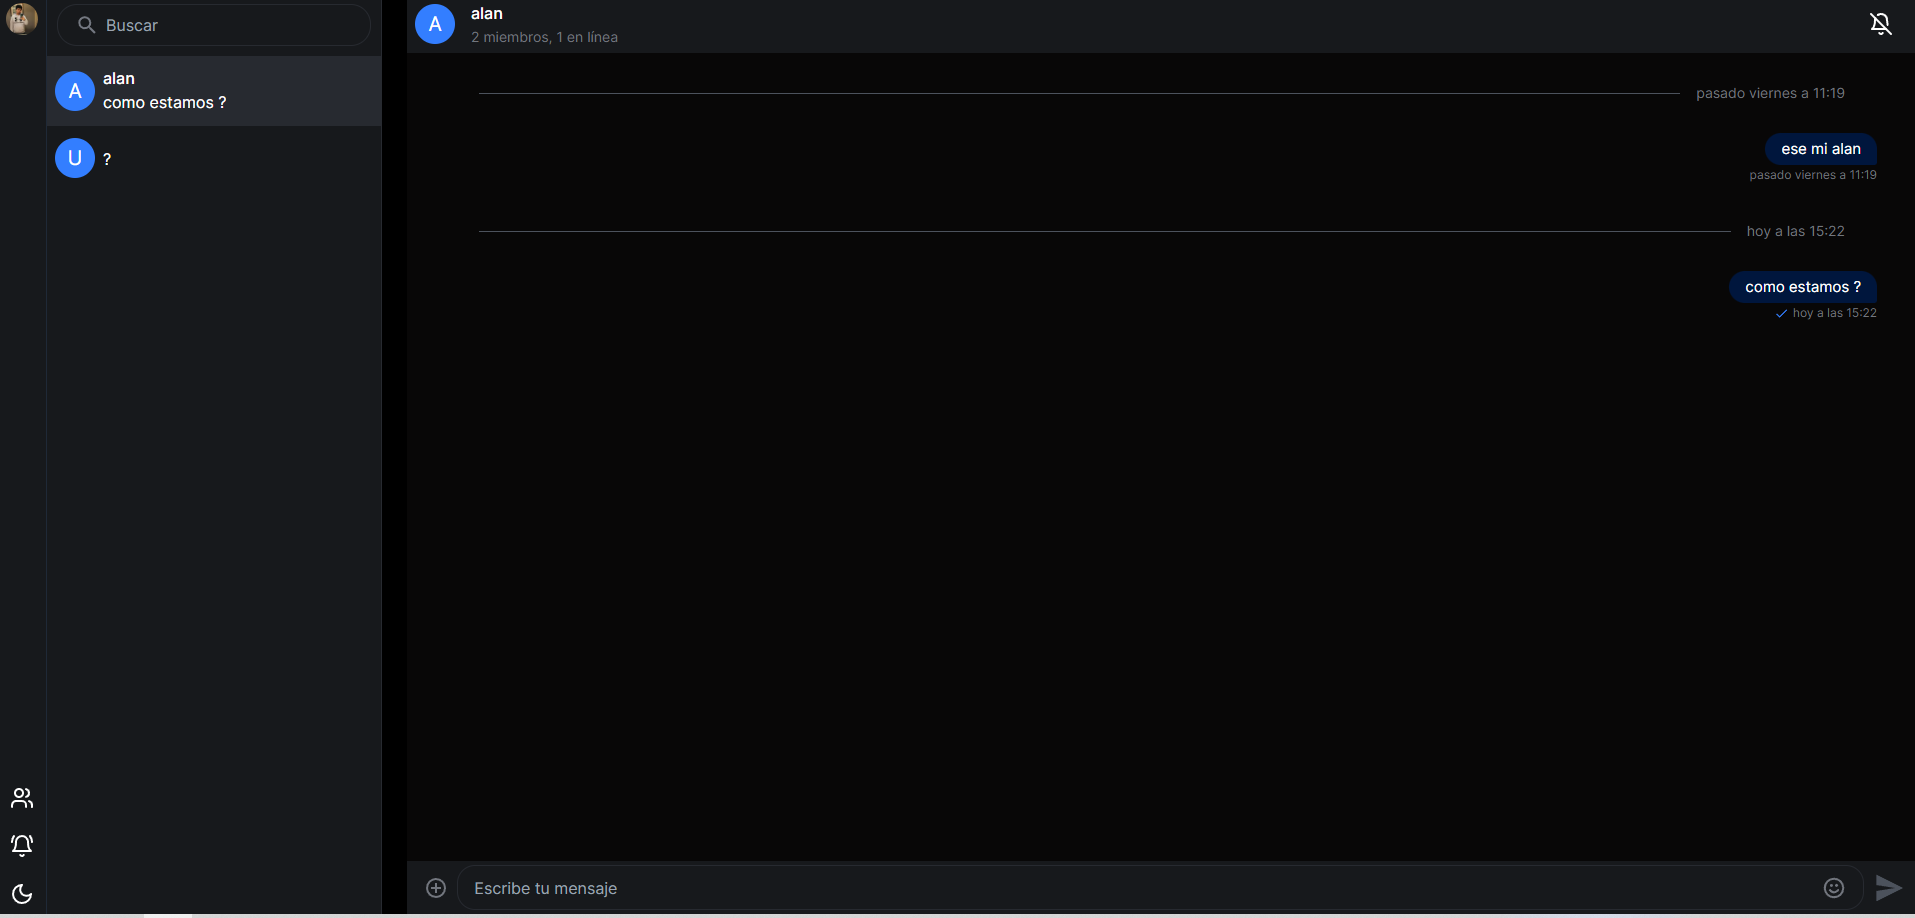 Buscar
A
alan
como estamos ?
U
?
A
alan
2 miembros, 1 en línea
pasado viernes a 11:19
ese mi alan
pasado viernes a 11:19
hoy a las 15:22
como estamos ?
hoy a las 15:22
Escribe tu mensaje